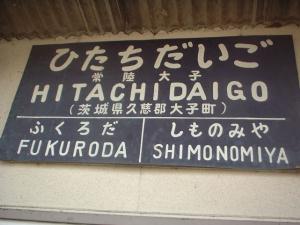 ひたちだいご
常陸大子
HITACHIDAIGO
(茨城県久慈郡大子町)
ふくろだ しものみや
FUKURODA SHIMONOMIYA